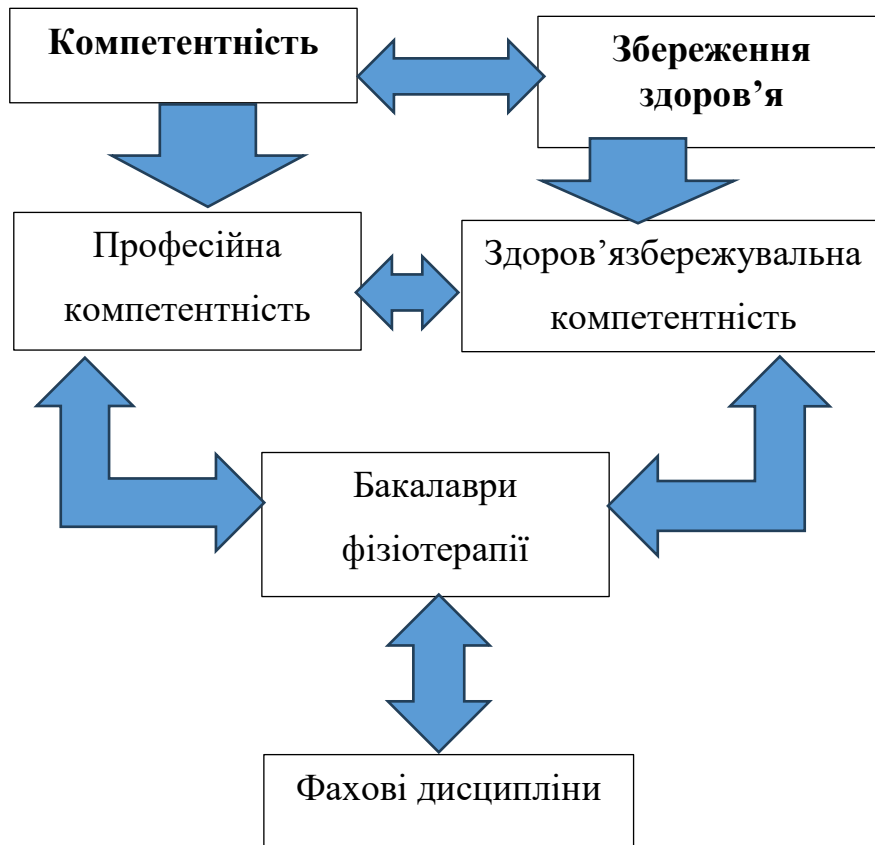 Компетентність
Збереження
здоров’я
Професійна
компетентність
Здоров’язбережувальна
компетентність
Бакалаври
фізіотерапії
Фахові дисципліни